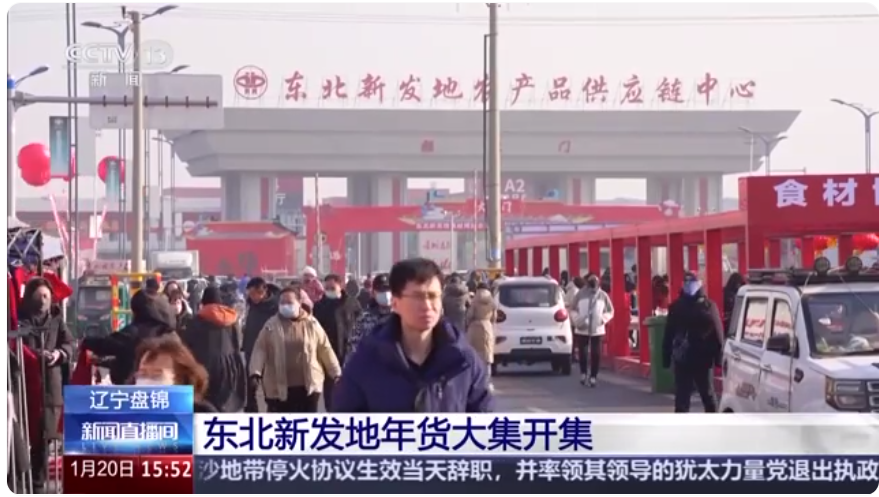 CCTV 13
新闻
东北新发地农产品供应链中心
A2
食材
辽宁盘锦
新闻直播间
东北新发地年货大集开集
1月20日 15:52
沙地带停火协议生效当天辞职，并率领其领导的犹太力量党退出执政